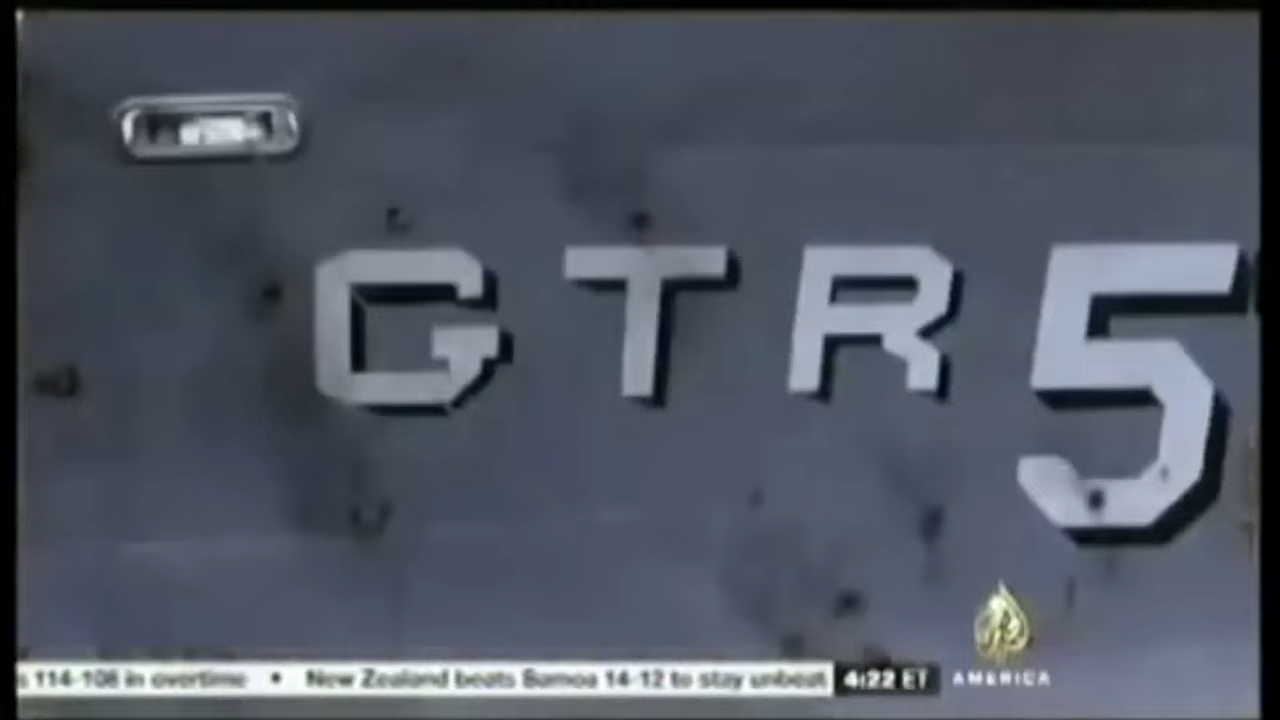 GTR5
114-108 in overtime • New Zealand beats Samoa 14-12 to stay unbeat
4:22 ET
AMERICA